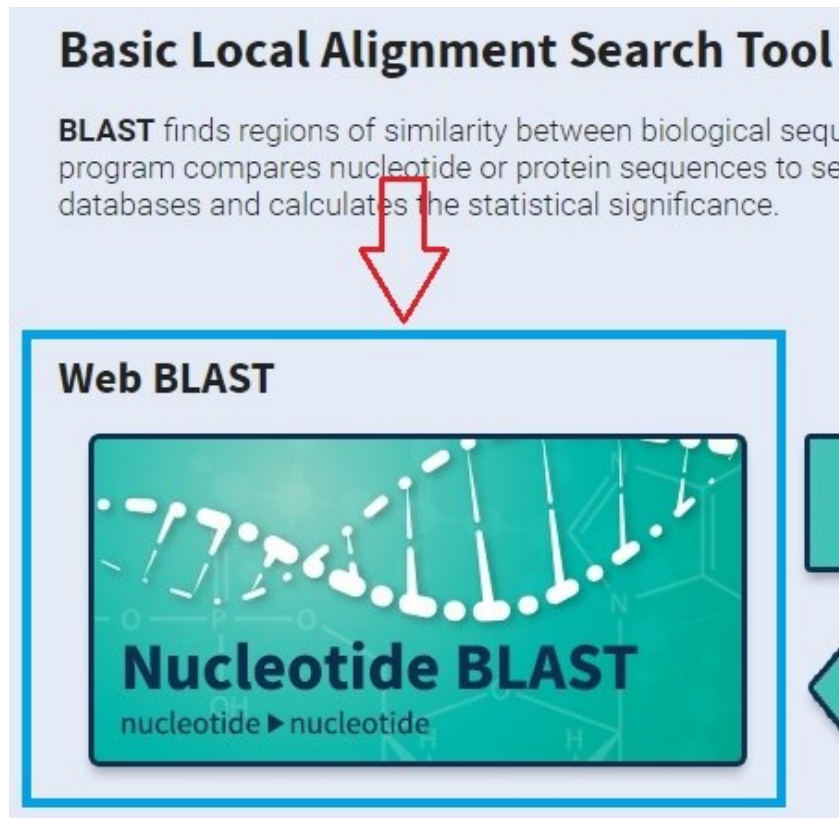 Basic Local Alignment Search Tool
BLAST finds regions of similarity between biological sequ
program compares nucleotide or protein sequences to se
databases and calculates the statistical significance.
Web BLAST
Nucleotide BLAST
nucleotide ▶ nucleotide